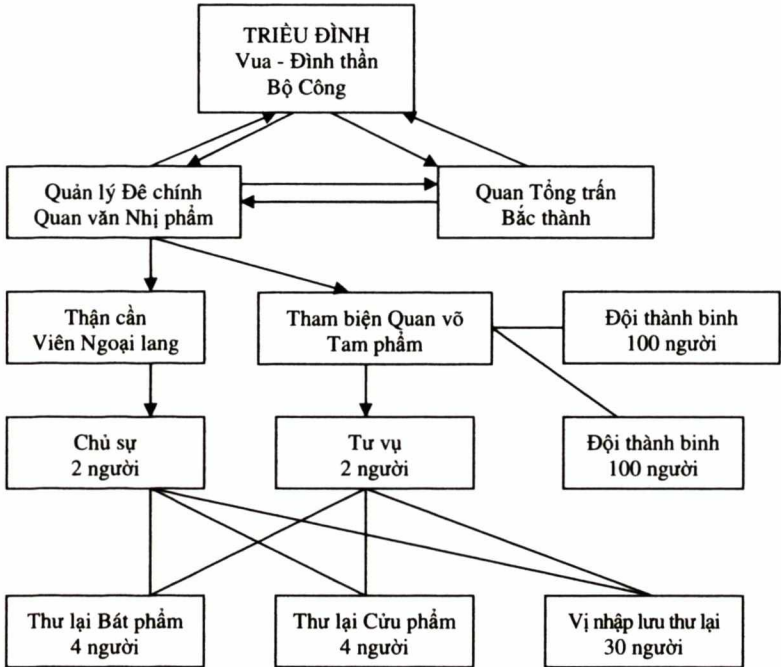 TRIỀU ĐÌNH
Vua - Đình thần
Bộ Công
Quản lý Đê chính
Quan văn Nhị phẩm
Quan Tổng trấn
Bắc thành
Thận cần
Viên Ngoại lang
Tham biện Quan võ
Tam phẩm
Đội thành binh
100 người
Chủ sự
2 người
Tư vụ
2 người
Đội thành binh
100 người
Thư lại Bát phẩm
4 người
Thư lại Cửu phẩm
4 người
Vị nhập lưu thư lại
30 người